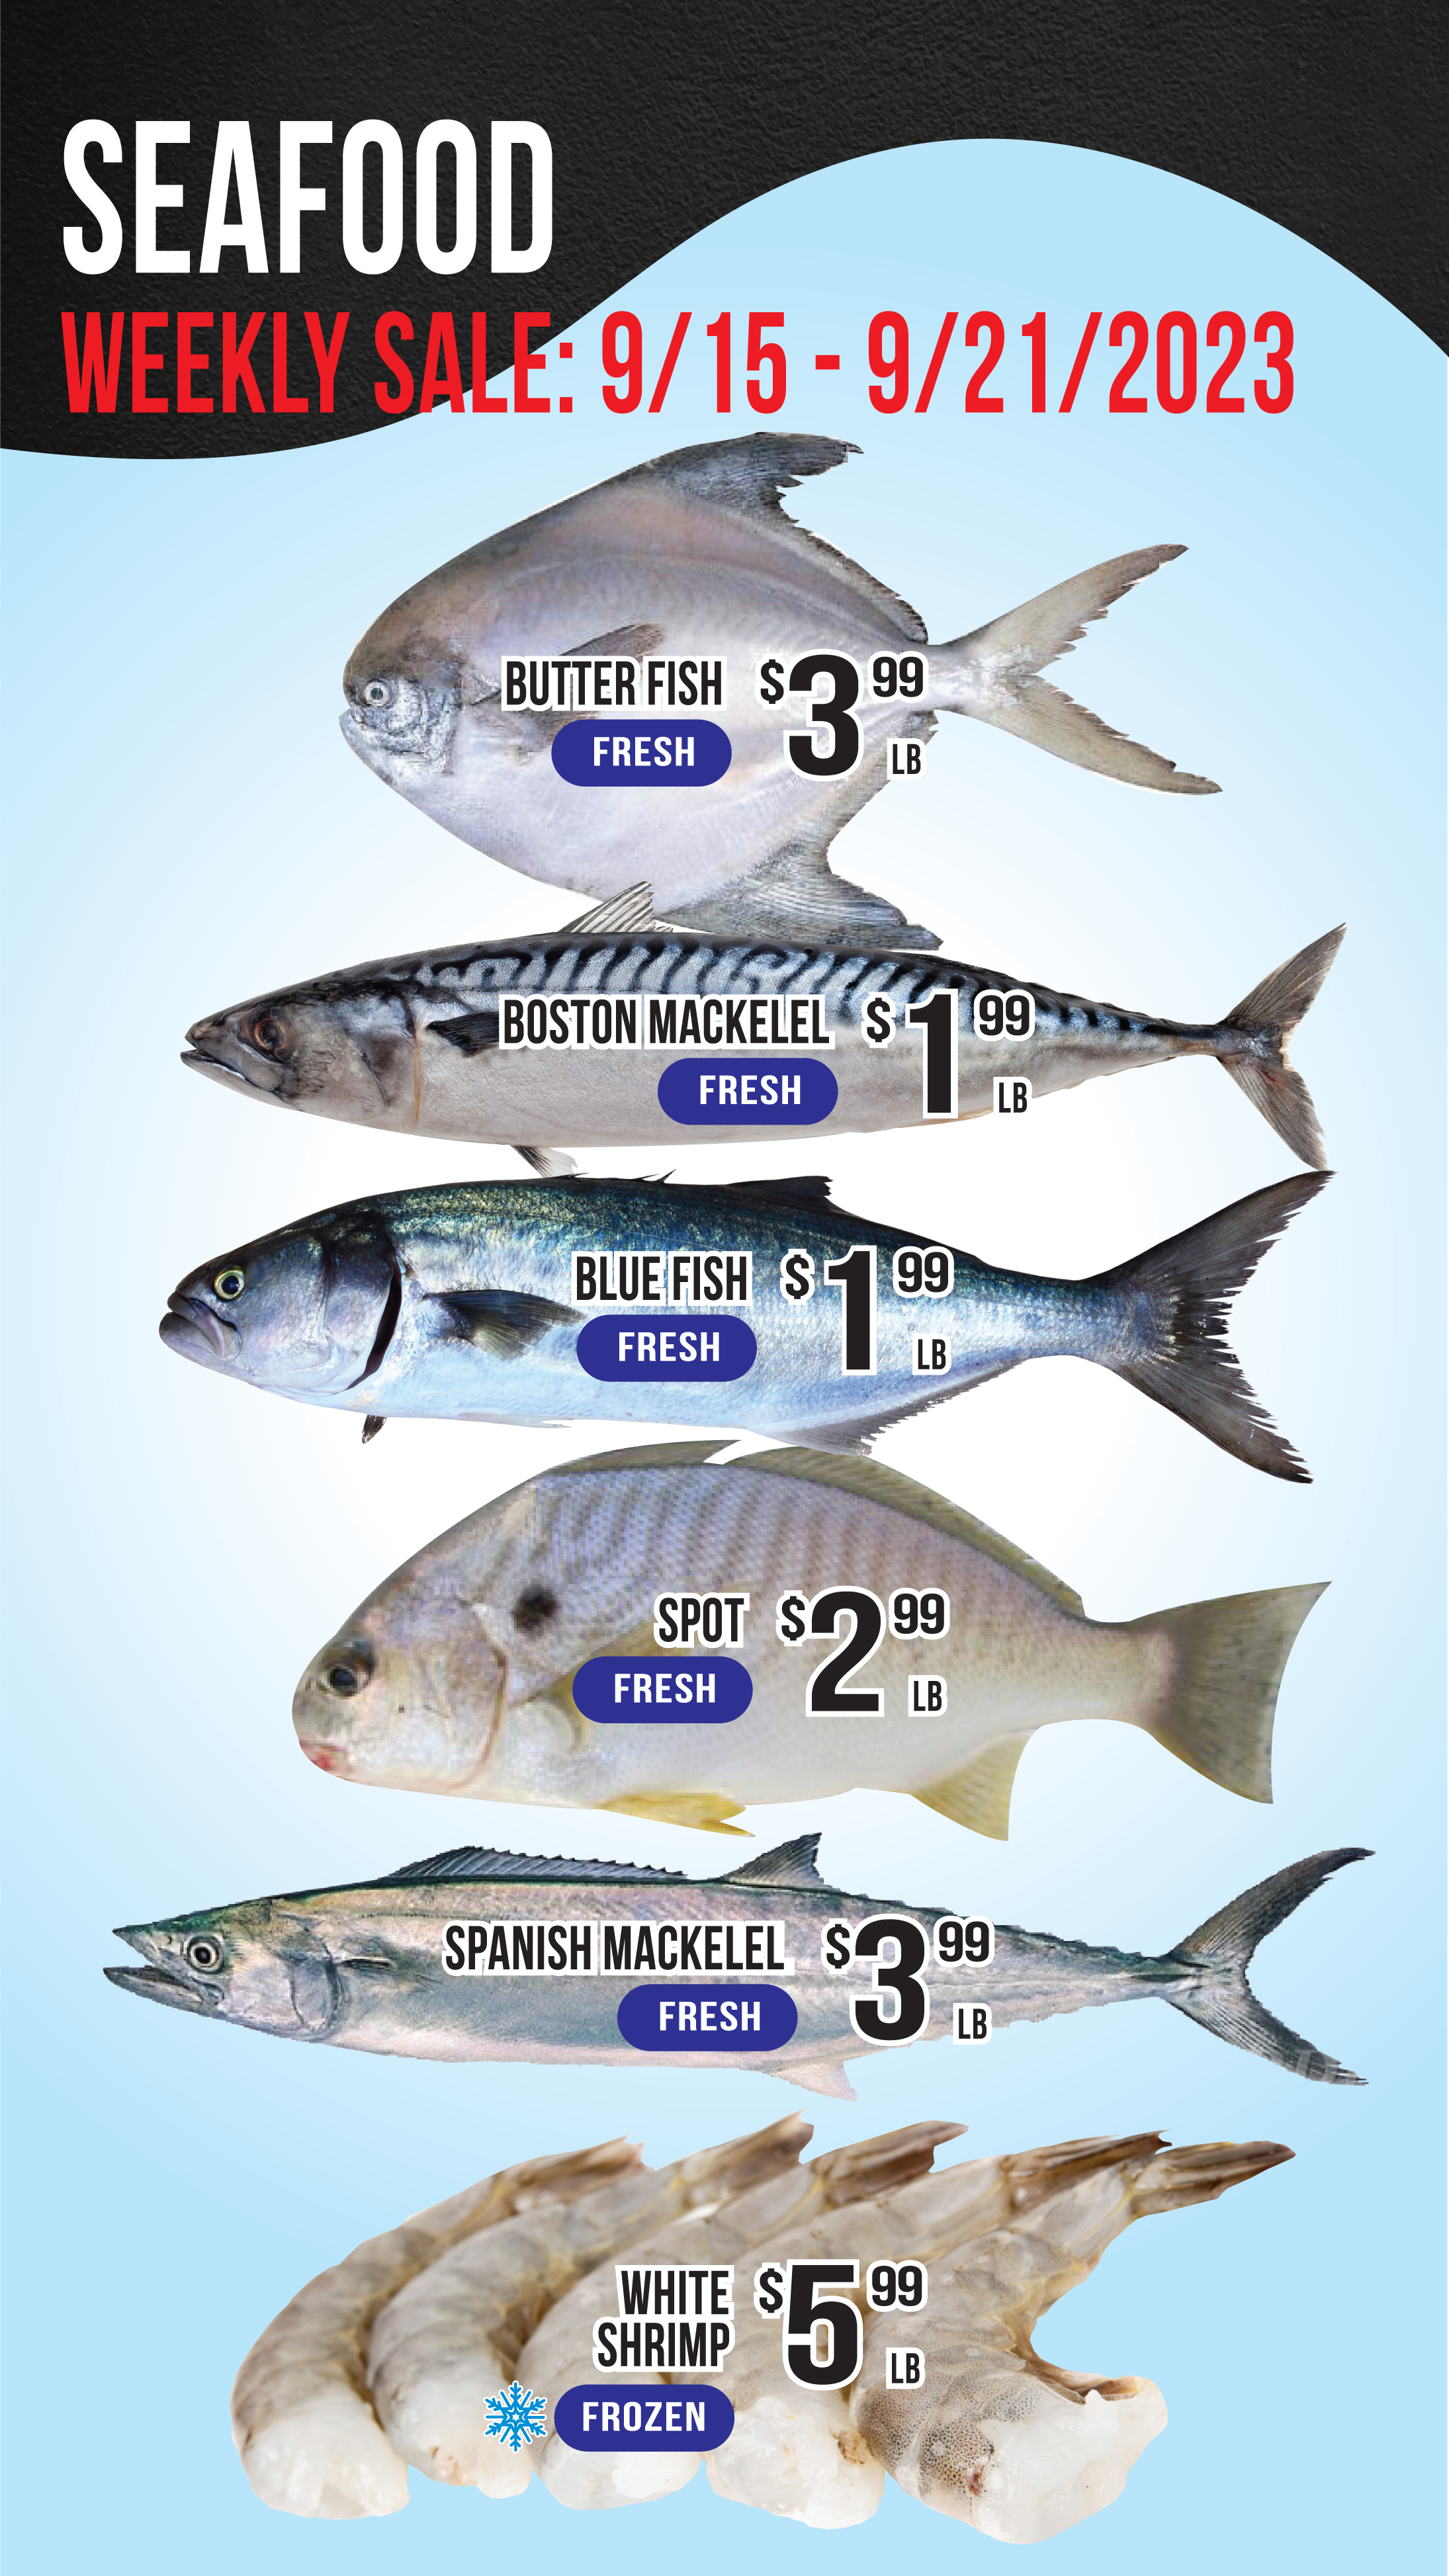 SEAFOOD
WEEKLY SALE: 9/15 - 9/21/2023
BUTTER FISH $3 99
FRESH LB
BOSTON MACKELEL $1 99
FRESH LB
BLUE FISH $1 99
FRESH LB
SPOT $2 99
FRESH LB
SPANISH MACKELEL $3 99
FRESH LB
WHITE $5 99
SHRIMP LB
FROZEN